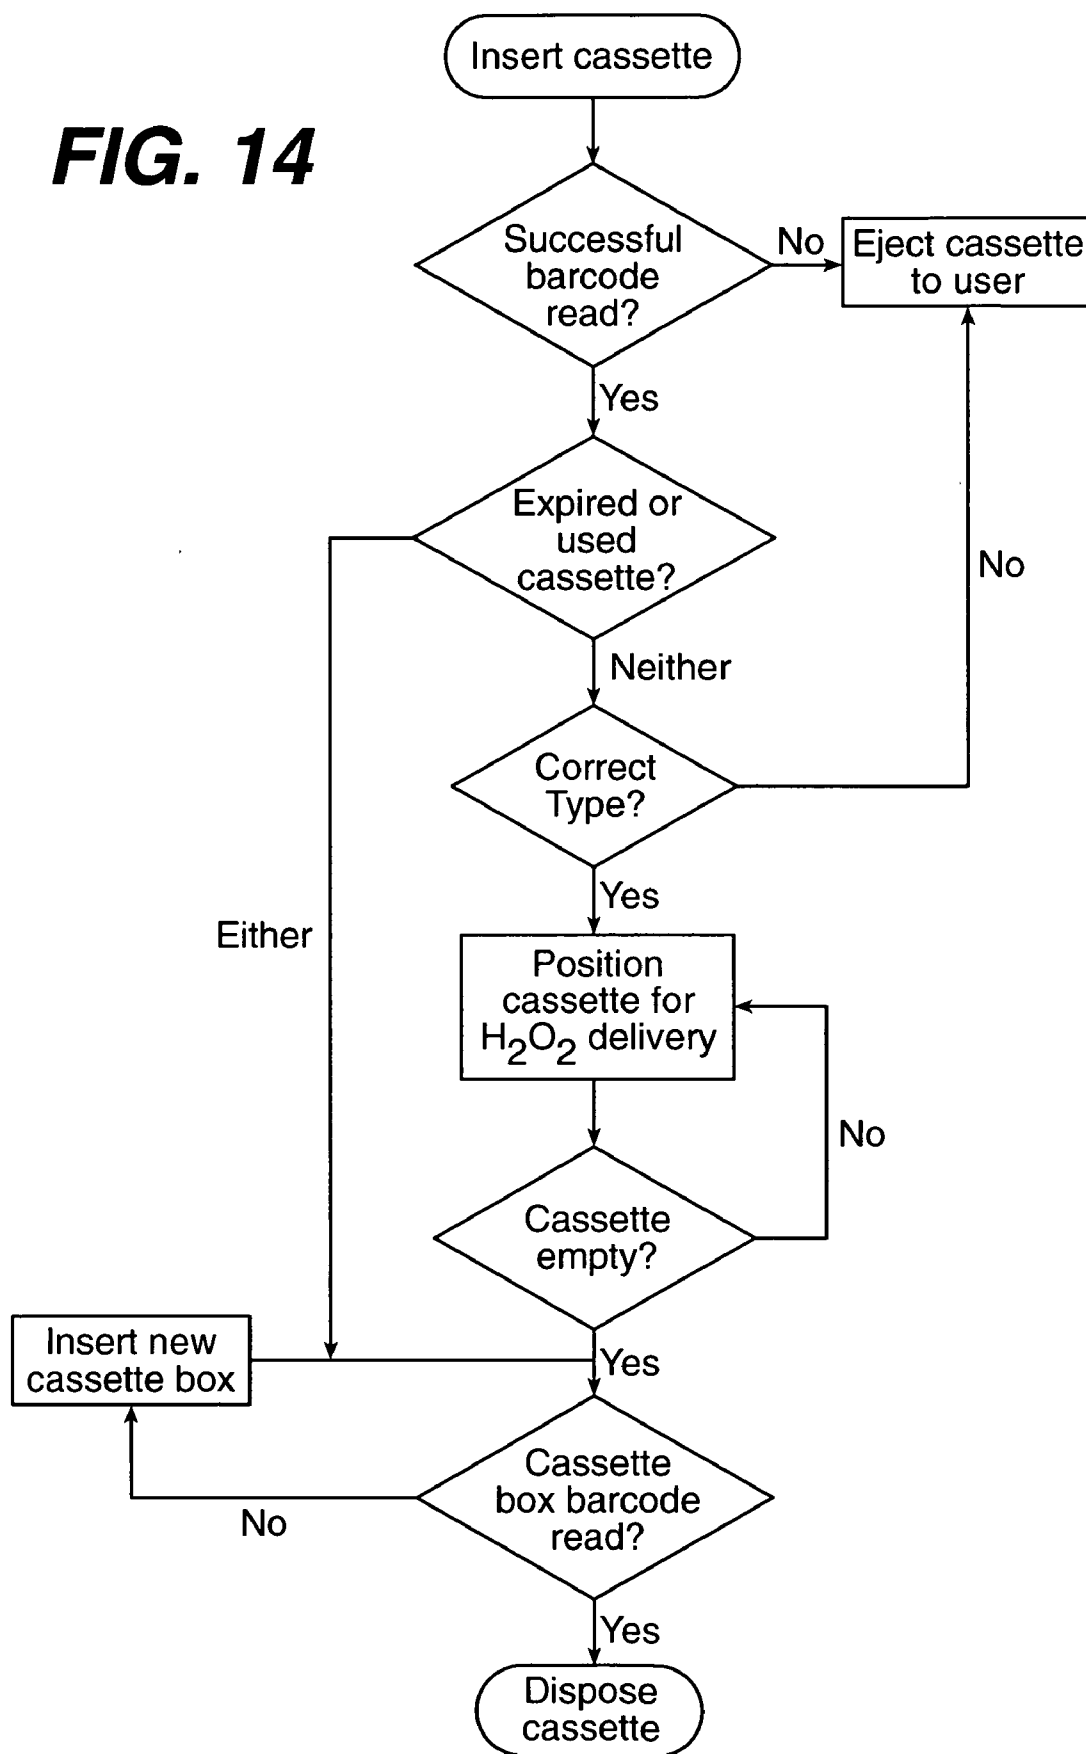 Insert cassette
FIG. 14
Successful
barcode
read?
No
Eject cassette
to user
Yes
Expired or
used
cassette?
No
Neither
Correct
Type?
Yes
Either
Position
cassette for
H₂O₂ delivery
No
Cassette
empty?
Insert new
cassette box
Yes
Cassette
box barcode
read?
No
Yes
Dispose
cassette